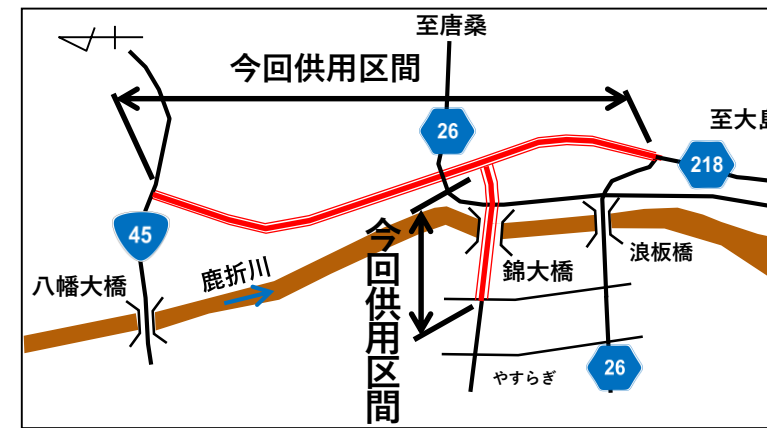 至唐桑
今回供用区間
26
至大島
218
45
今回供用区間
八幡大橋
鹿折川
錦大橋
浪板橋
やすらぎ
26